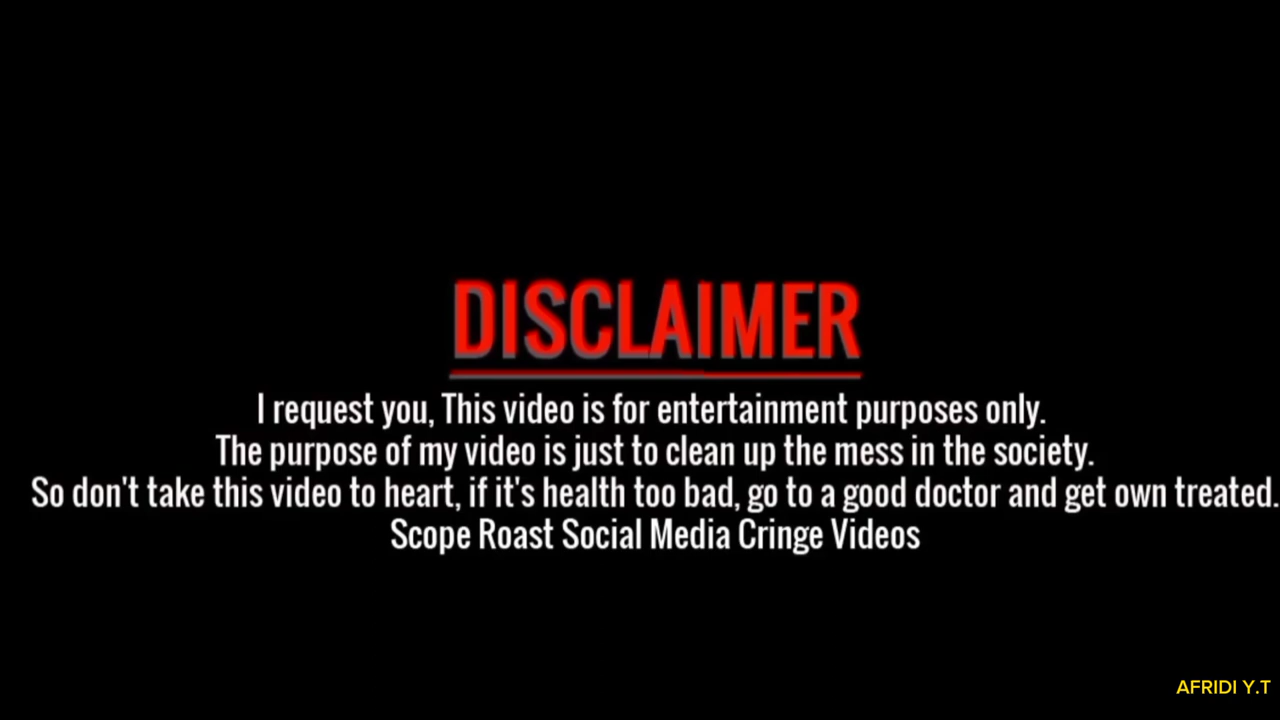 DISCLAIMER
I request you, This video is for entertainment purposes only.
The purpose of my video is just to clean up the mess in the society.
So don't take this video to heart, if it's health too bad, go to a good doctor and get own treated.
Scope Roast Social Media Cringe Videos
AFRIDI Y.T